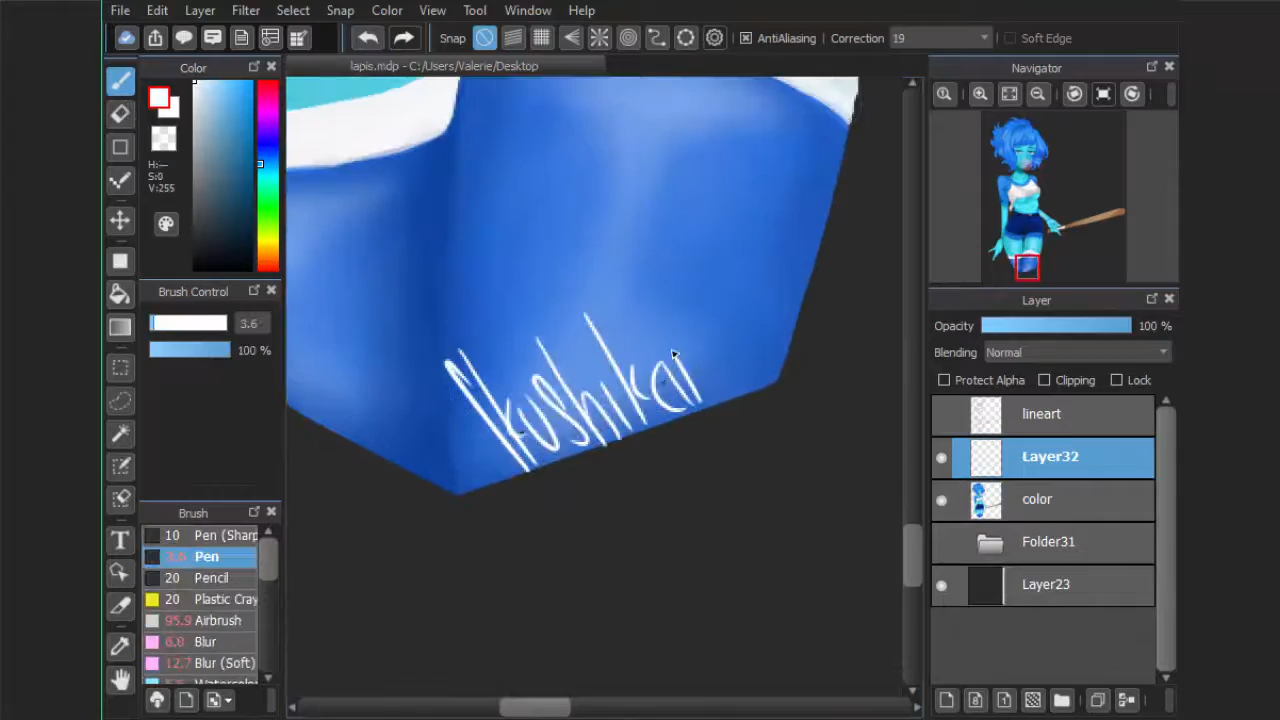 File Edit Layer Filter Select Snap Color View Tool Window Help
Snap AntiAliasing Correction 19 Soft Edge
Color lapis.mdp - C:/Users/Valerie/Desktop Navigator
H:---
S:0
V:255
Brush Control
3.6
100 %
Layer
Opacity 100 %
Blending Normal
Protect Alpha Clipping Lock
lineart
Layer32
color
Folder31
Layer23
Brush
10 Pen (Sharp
3.6 Pen
20 Pencil
20 Plastic Cray
95.9 Airbrush
6.8 Blur
12.7 Blur (Soft)